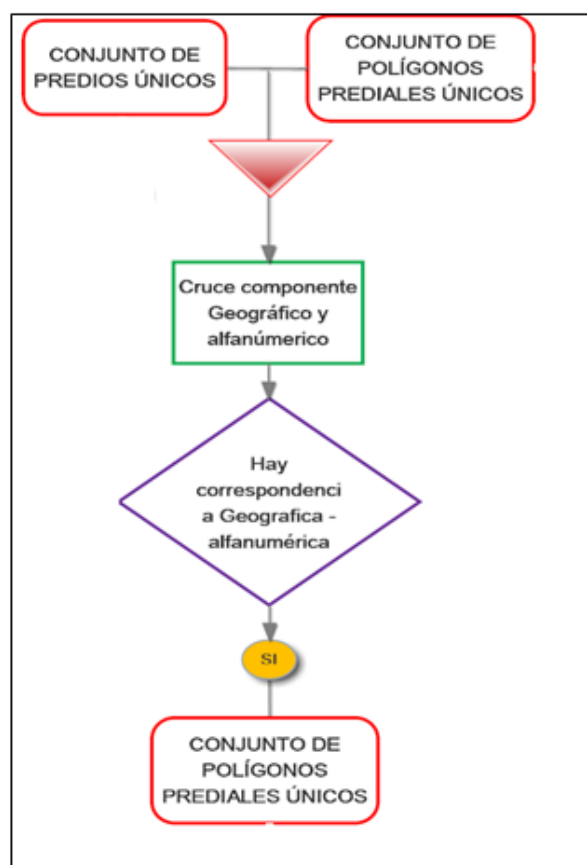 CONJUNTO DE
PREDIOS ÚNICOS
CONJUNTO DE
POLÍGONOS
PREDIALES ÚNICOS
Cruce componente
Geográfico y
alfanúmerico
Hay
correspondenci
a Geografica -
alfanumérica
SI
CONJUNTO DE
POLÍGONOS
PREDIALES ÚNICOS